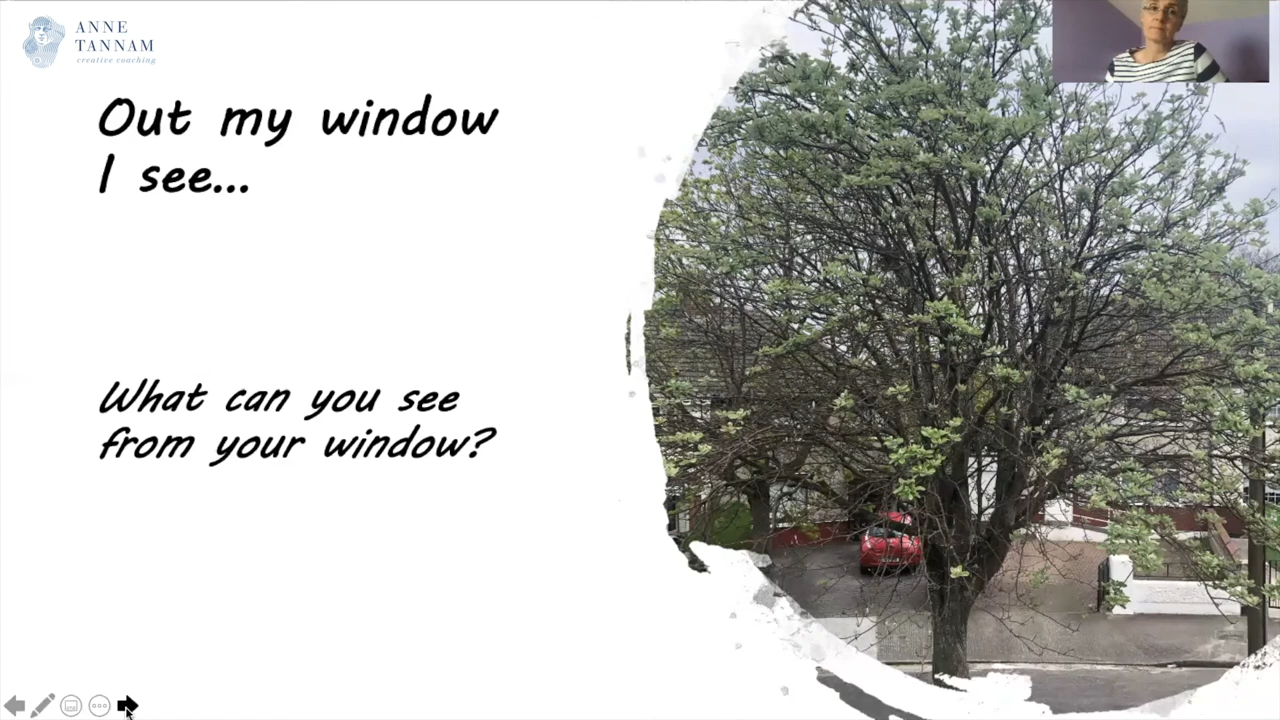 ANNE
TANNAM
creative coaching
Out my window
I see...
What can you see
from your window?